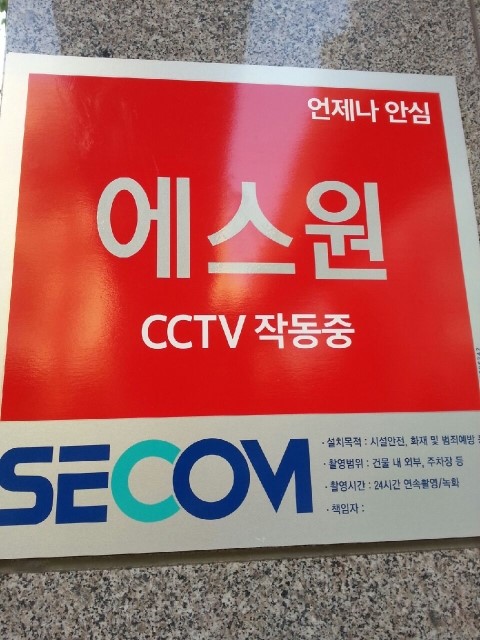 언제나 안심
에스원
CCTV 작동중
SECOM
· 설치목적 : 시설안전, 화재 및 범죄예방
· 촬영범위 : 건물 내 외부, 주차장 등
· 촬영시간 : 24시간 연속촬영/녹화
· 책임자 :